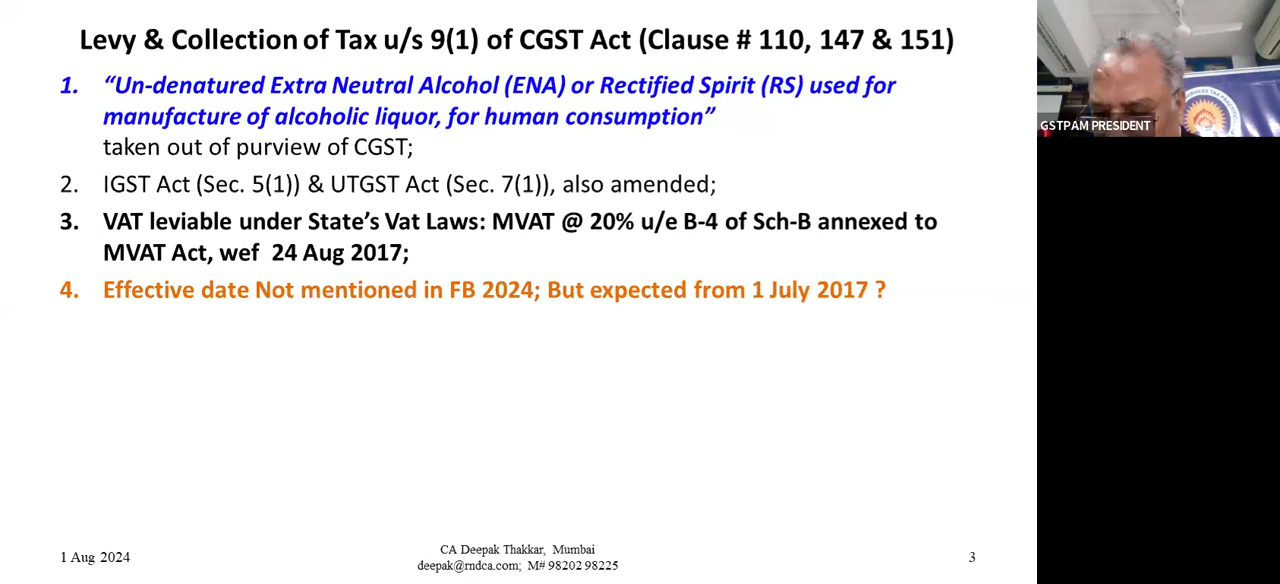 Levy & Collection of Tax u/s 9(1) of CGST Act (Clause # 110, 147 & 151)
1. “Un-denatured Extra Neutral Alcohol (ENA) or Rectified Spirit (RS) used for
manufacture of alcoholic liquor, for human consumption”
taken out of purview of CGST;
2. IGST Act (Sec. 5(1)) & UTGST Act (Sec. 7(1)), also amended;
3. VAT leviable under State’s Vat Laws: MVAT @ 20% u/e B-4 of Sch-B annexed to
MVAT Act, wef 24 Aug 2017;
4. Effective date Not mentioned in FB 2024; But expected from 1 July 2017 ?
GSTPAM PRESIDENT
1 Aug 2024
CA Deepak Thakkar, Mumbai
deepak@rndca.com; M# 98202 98225
3